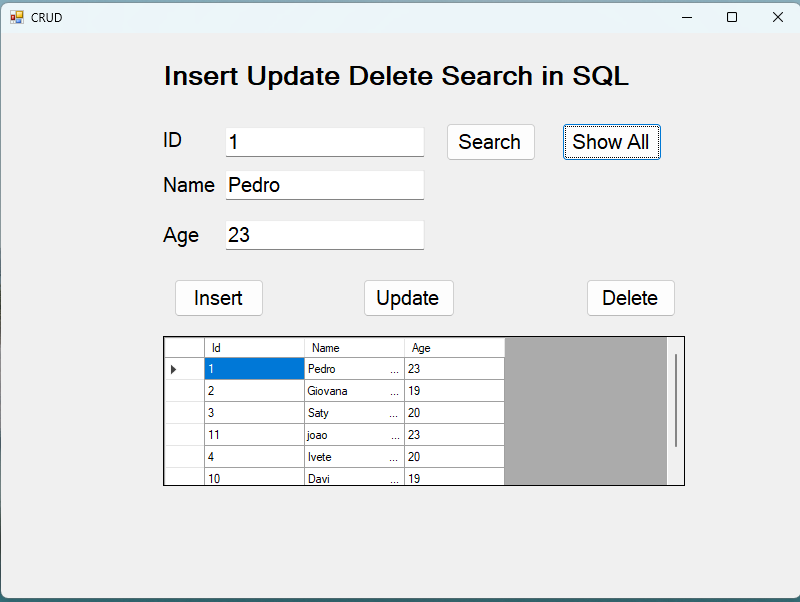 CRUD
Insert Update Delete Search in SQL
ID 1 Search Show All
Name Pedro
Age 23
Insert Update Delete
Id Name Age
1 Pedro ... 23
2 Giovana ... 19
3 Saty ... 20
11 joao ... 23
4 Ivete ... 20
10 Davi ... 19